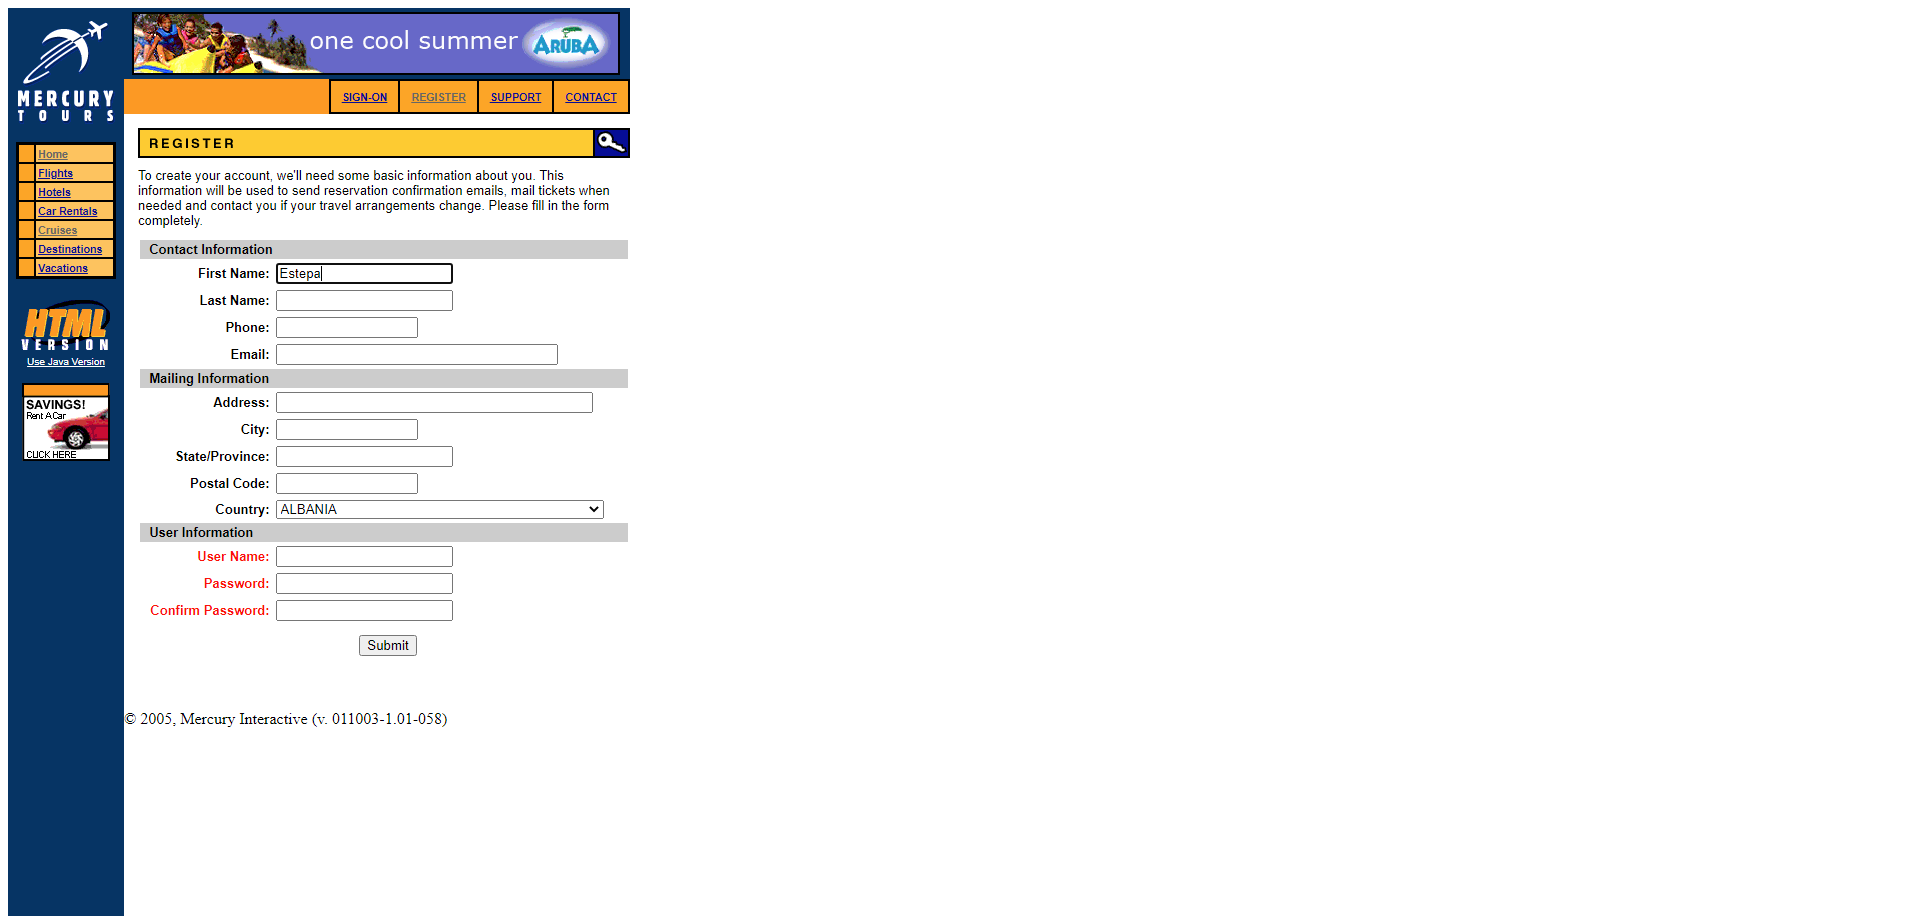 MERCURY
TOURS
one cool summer
ARUBA
SIGN-ON
REGISTER
SUPPORT
CONTACT
Home
Flights
Hotels
Car Rentals
Cruises
Destinations
Vacations
HTML
VERSION
Use Java Version
SAVINGS!
Rent A Car
CLICK HERE
REGISTER
To create your account, we'll need some basic information about you. This
information will be used to send reservation confirmation emails, mail tickets when
needed and contact you if your travel arrangements change. Please fill in the form
completely.
Contact Information
First Name: Estepa
Last Name:
Phone:
Email:
Mailing Information
Address:
City:
State/Province:
Postal Code:
Country: ALBANIA
User Information
User Name:
Password:
Confirm Password:
Submit
© 2005, Mercury Interactive (v. 011003-1.01-058)